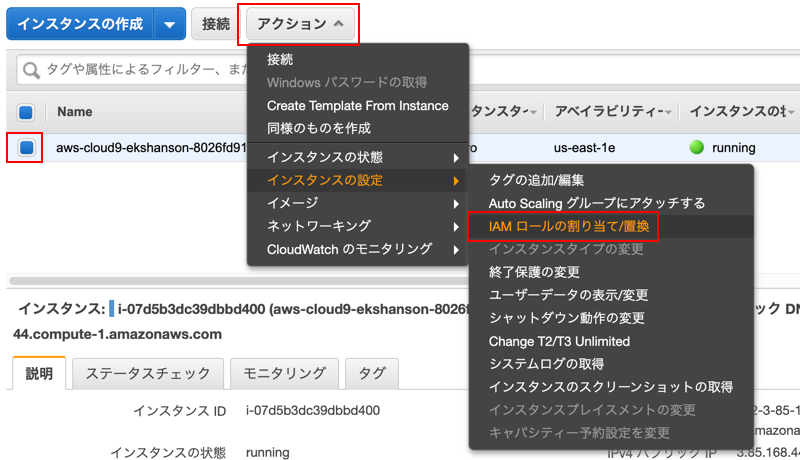 インスタンスの作成 接続 アクション
タグや属性によるフィルター、また
接続
Windows パスワードの取得
Create Template From Instance
同様のものを作成
インスタンスの状態
インスタンスの設定
イメージ
ネットワーキング
CloudWatch のモニタリング
Name タンスター アベイラビリティー インスタンスの
aws-cloud9-ekshanson-8026fd91 us-east-1e running
タグの追加/編集
Auto Scaling グループにアタッチする
IAM ロールの割り当て/置換
インスタンスタイプの変更
終了保護の変更
ユーザーデータの表示/変更
シャットダウン動作の変更
Change T2/T3 Unlimited
システムログの取得
インスタンスのスクリーンショットの取得
インスタンスプレイスメントの変更
キャパシティー予約設定を変更
インスタンス: i-07d5b3dc39dbbd400 (aws-cloud9-ekshanson-8026f ック DN
44.compute-1.amazonaws.com
説明 ステータスチェック モニタリング タグ
インスタンス ID i-07d5b3dc39dbbd400 2-3-85-1
amazona
インスタンスの状態 running IPv4 パブリック IP 3.85.168.44